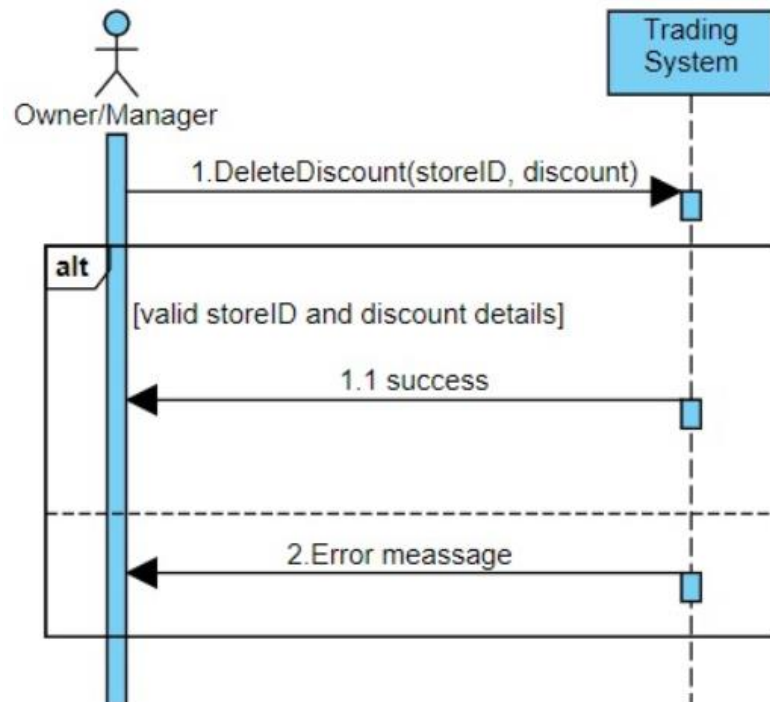 Trading
System
Owner/Manager
1.DeleteDiscount(storeID, discount)
alt
[valid storeID and discount details]
1.1 success
2.Error meassage